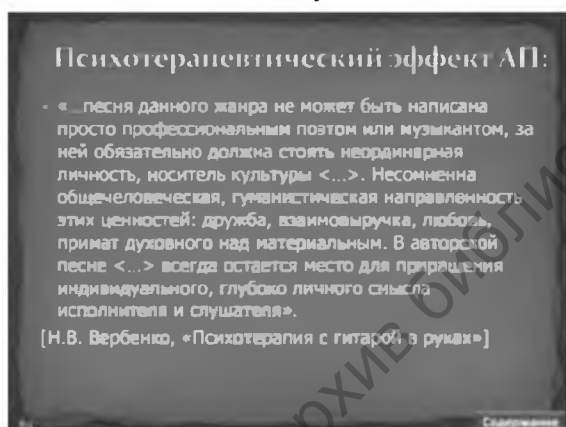 Психотерапевтический эффект АП:
« ...песня данного жанра не может быть написана
просто профессиональным поэтом или музыкантом, за
ней обязательно должна стоять неординарная
личность, носитель культуры <...>. Несомненна
общечеловеческая, гуманистическая направленность
этих ценностей: дружба, взаимовыручка, любовь,
примат духовного над материальным. В авторской
песне <...> всегда остается место для приращения
индивидуального, глубоко личного смысла
исполнителя и слушателя».
[Н.В. Вербенко, «Психотерапия с гитарой в руках»]
Содержание